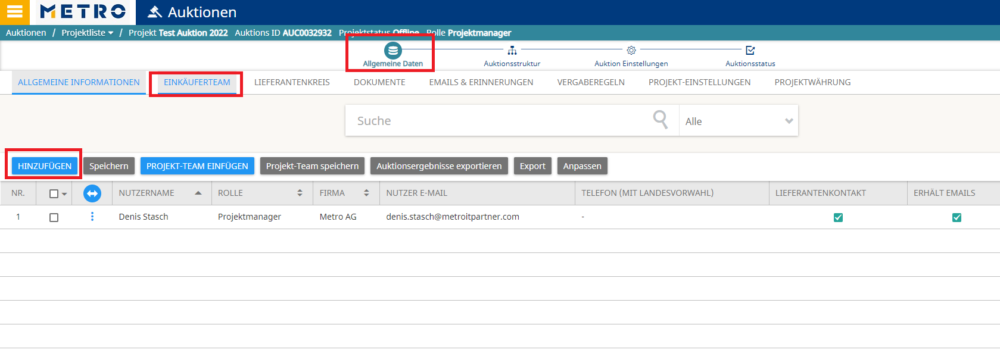 METRO Auktionen
Auktionen / Projektliste / Projekt Test Auktion 2022 Auktions ID AUC0032932 Projektstatus Offline Rolle Projektmanager
Allgemeine Daten Auktionsstruktur Auktion Einstellungen Auktionsstatus
ALLGEMEINE INFORMATIONEN EINKÄUFERTEAM LIEFERANTENKREIS DOKUMENTE EMAILS & ERINNERUNGEN VERGABEREGELN PROJEKT-EINSTELLUNGEN PROJEKTWÄHRUNG
Suche Alle
HINZUFÜGEN Speichern PROJEKT-TEAM EINFÜGEN Projekt-Team speichern Auktionsergebnisse exportieren Export Anpassen
NR. NUTZERNAME ROLLE FIRMA NUTZER E-MAIL TELEFON (MIT LANDESVORWAHL) LIEFERANTENKONTAKT ERHÄLT EMAILS
1 Denis Stasch Projektmanager Metro AG denis.stasch@metroitpartner.com -